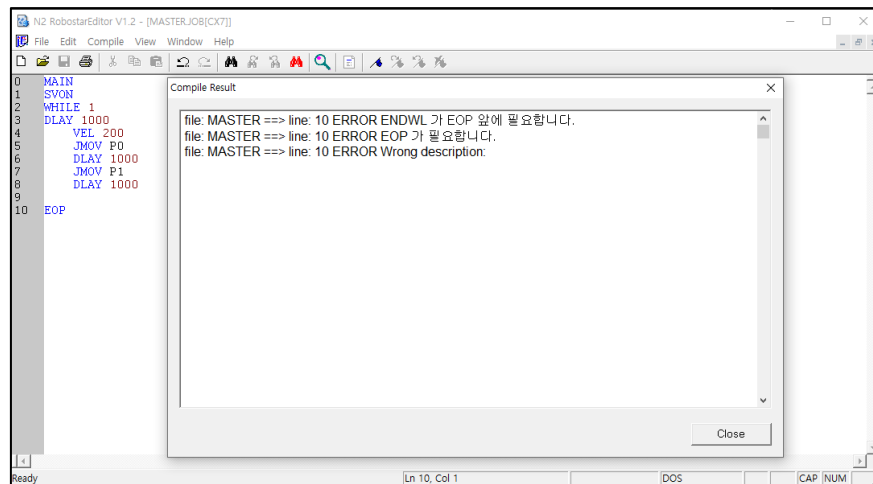 N2 RobostarEditor V1.2 - [MASTER.JOB[CX7]]
File Edit Compile View Window Help
0 MAIN
1 SVON
2 WHILE 1
3 DLAY 1000
4 VEL 200
5 JMOV P0
6 DLAY 1000
7 JMOV P1
8 DLAY 1000
9
10 EOP
Compile Result
file: MASTER ==> line: 10 ERROR ENDWL 가 EOP 앞에 필요합니다.
file: MASTER ==> line: 10 ERROR EOP 가 필요합니다.
file: MASTER ==> line: 10 ERROR Wrong description:
Close
Ready Ln 10, Col 1 DOS CAP NUM